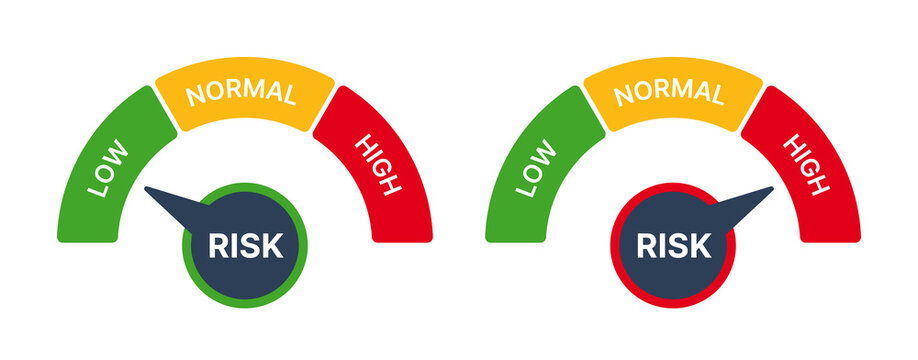 LOW
NORMAL
HIGH
RISK
LOW
NORMAL
HIGH
RISK